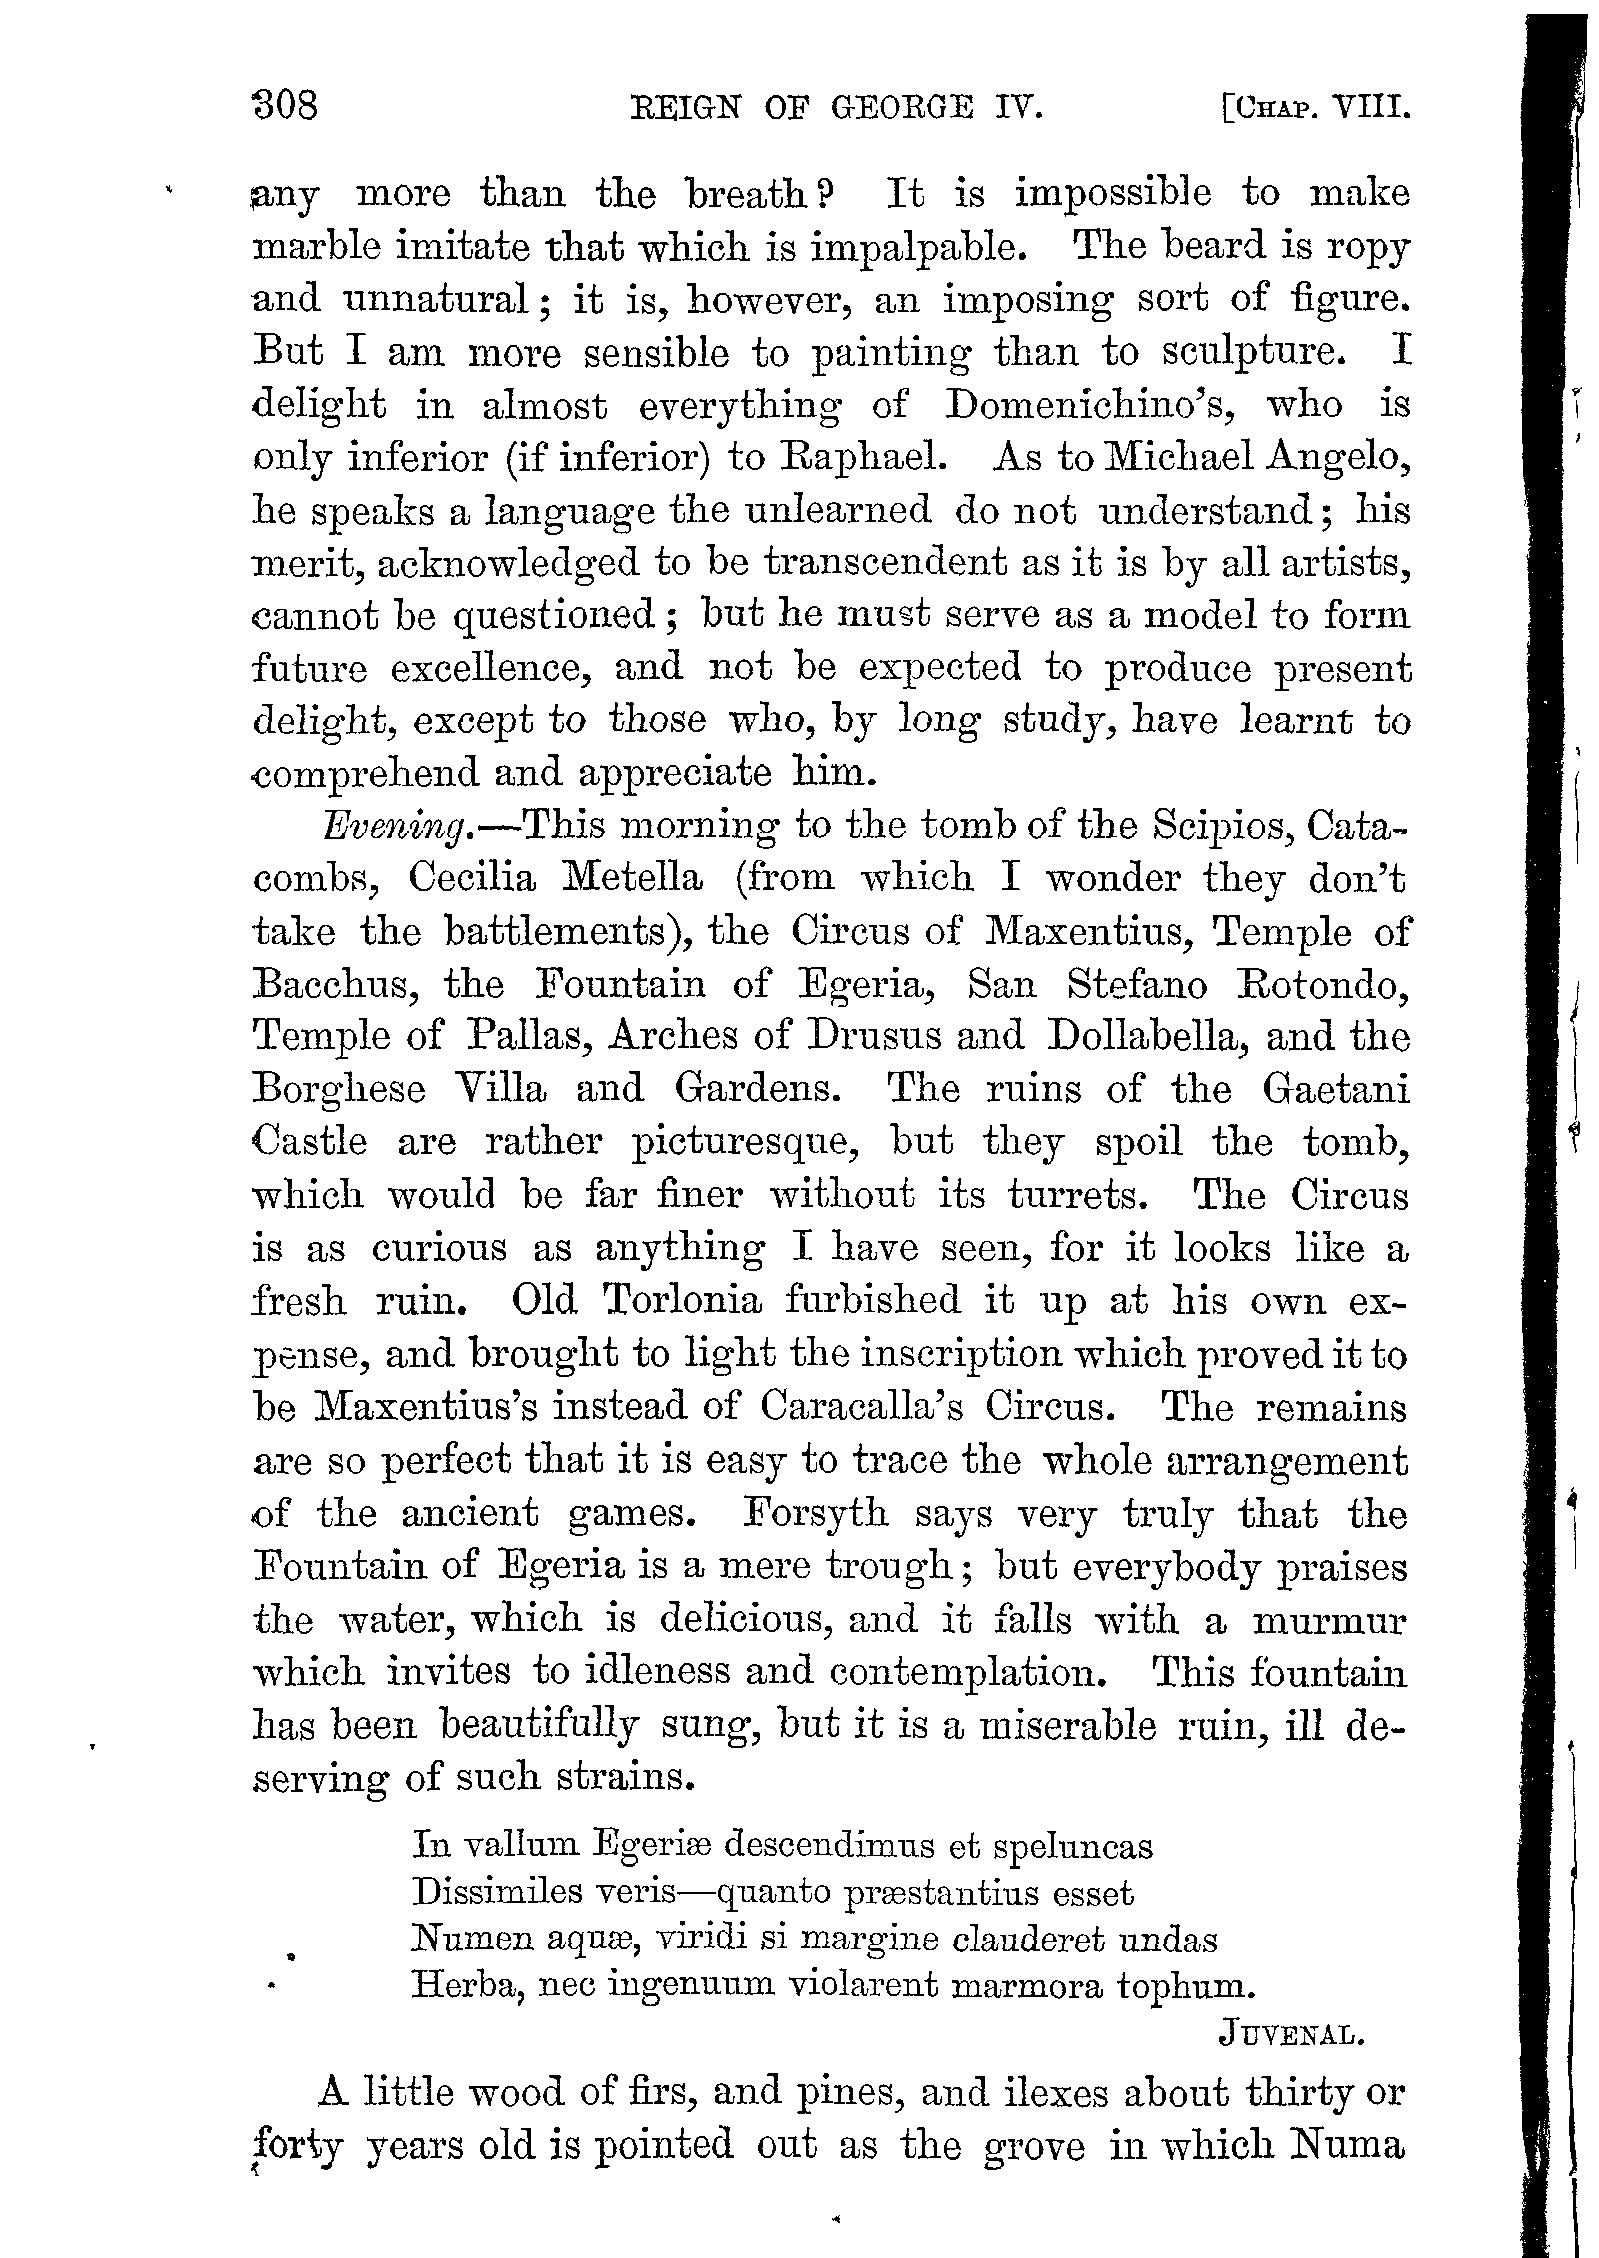 308 REIGN OF GEORGE IV. [CHAP. VIII.
any more than the breath? It is impossible to make
marble imitate that which is impalpable. The beard is ropy
and unnatural; it is, however, an imposing sort of figure.
But I am more sensible to painting than to sculpture. I
delight in almost everything of Domenichino's, who is
only inferior (if inferior) to Raphael. As to Michael Angelo,
he speaks a language the unlearned do not understand; his
merit, acknowledged to be transcendent as it is by all artists,
cannot be questioned; but he must serve as a model to form
future excellence, and not be expected to produce present
delight, except to those who, by long study, have learnt to
comprehend and appreciate him.
Evening.—This morning to the tomb of the Scipios, Cata-
combs, Cecilia Metella (from which I wonder they don't
take the battlements), the Circus of Maxentius, Temple of
Bacchus, the Fountain of Egeria, San Stefano Rotondo,
Temple of Pallas, Arches of Drusus and Dollabella, and the
Borghese Villa and Gardens. The ruins of the Gaetani
Castle are rather picturesque, but they spoil the tomb,
which would be far finer without its turrets. The Circus
is as curious as anything I have seen, for it looks like a
fresh ruin. Old Torlonia furbished it up at his own ex-
pense, and brought to light the inscription which proved it to
be Maxentius's instead of Caracalla's Circus. The remains
are so perfect that it is easy to trace the whole arrangement
of the ancient games. Forsyth says very truly that the
Fountain of Egeria is a mere trough; but everybody praises
the water, which is delicious, and it falls with a murmur
which invites to idleness and contemplation. This fountain
has been beautifully sung, but it is a miserable ruin, ill de-
serving of such strains.
In vallum Egeriæ descendimus et speluncas
Dissimiles veris—quanto præstantius esset
Numen aquæ, viridi si margine clauderet undas
Herba, nec ingenuum violarent marmora tophum.
JUVENAL.
A little wood of firs, and pines, and ilexes about thirty or
forty years old is pointed out as the grove in which Numa